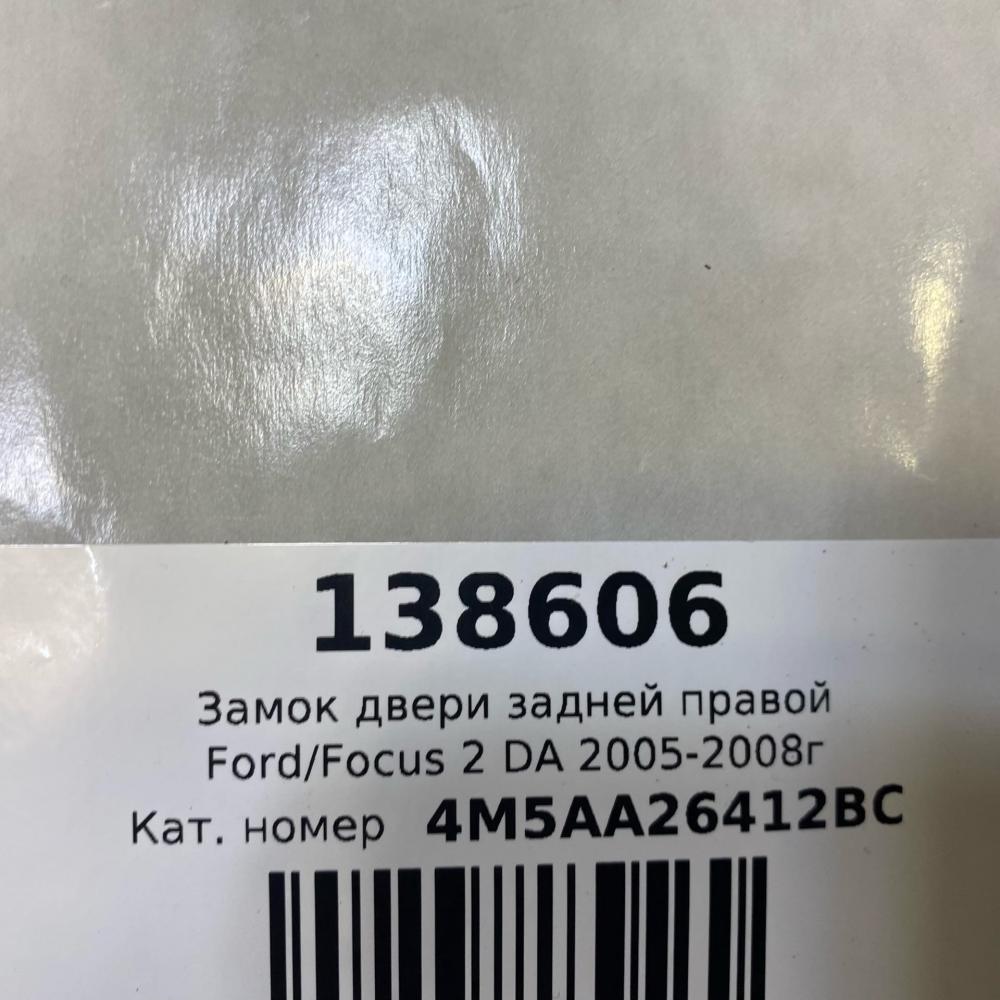 138606
Замок двери задней правой
Ford/Focus 2 DA 2005-2008г
Кат. номер 4M5AA26412BC